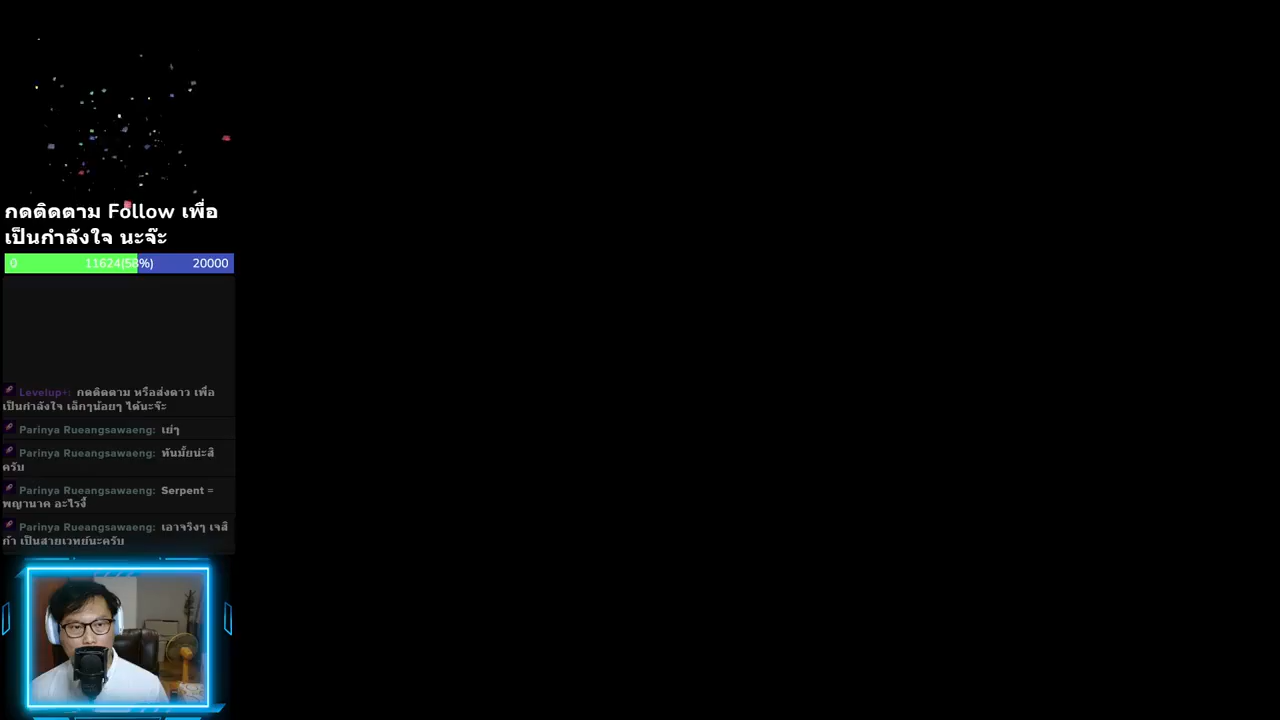 กดติดตาม Follow เพื่อ
เป็นกำลังใจ นะจ๊ะ
0 11624(58%) 20000
Levelup+: กดติดตาม หรือส่งดาว เพื่อ
เป็นกำลังใจ เล็กๆน้อยๆ ได้นะจ๊ะ
Parinya Rueangsawaeng: เย่ๆ
Parinya Rueangsawaeng: ทันมั้ยน่ะสิ
ครับ
Parinya Rueangsawaeng: Serpent =
พญานาค อะไรงี้
Parinya Rueangsawaeng: เอาจริงๆ เจสิ
ก้า เป็นสายเวทย์นะครับ